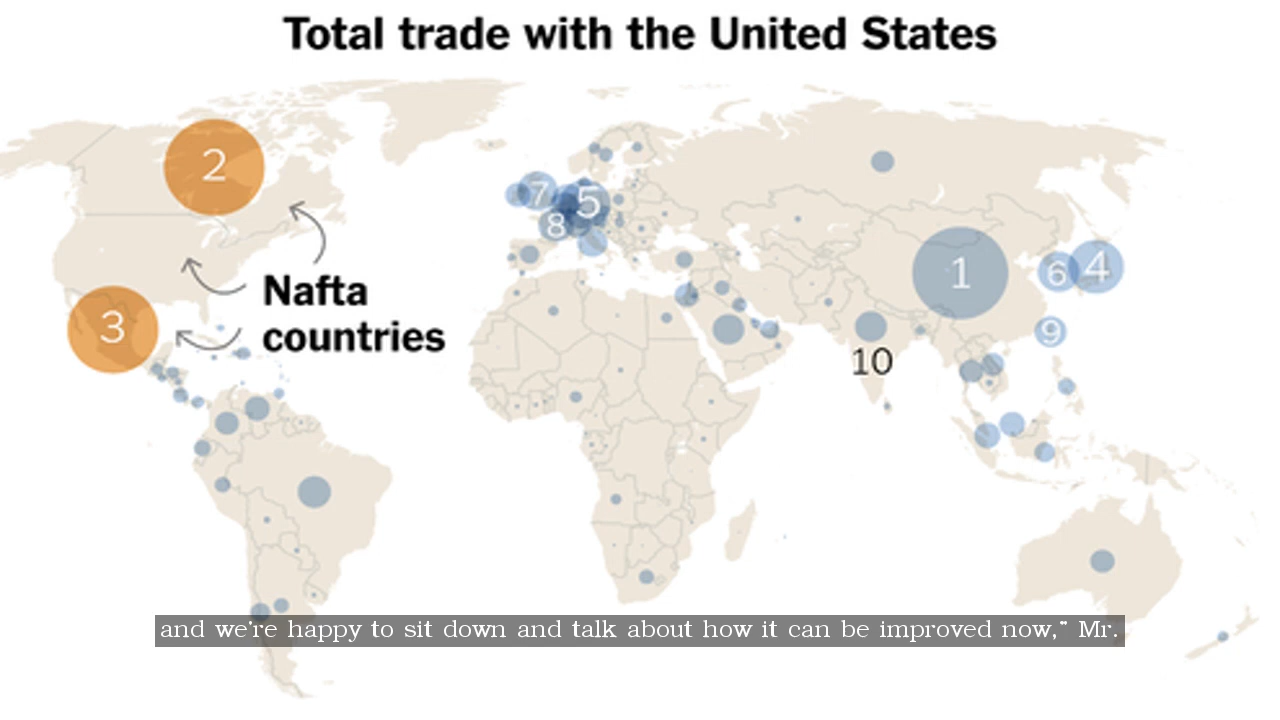 Total trade with the United States
2
7
5
8
1
6
4
Nafta
countries
3
9
10
and we're happy to sit down and talk about how it can be improved now,” Mr.